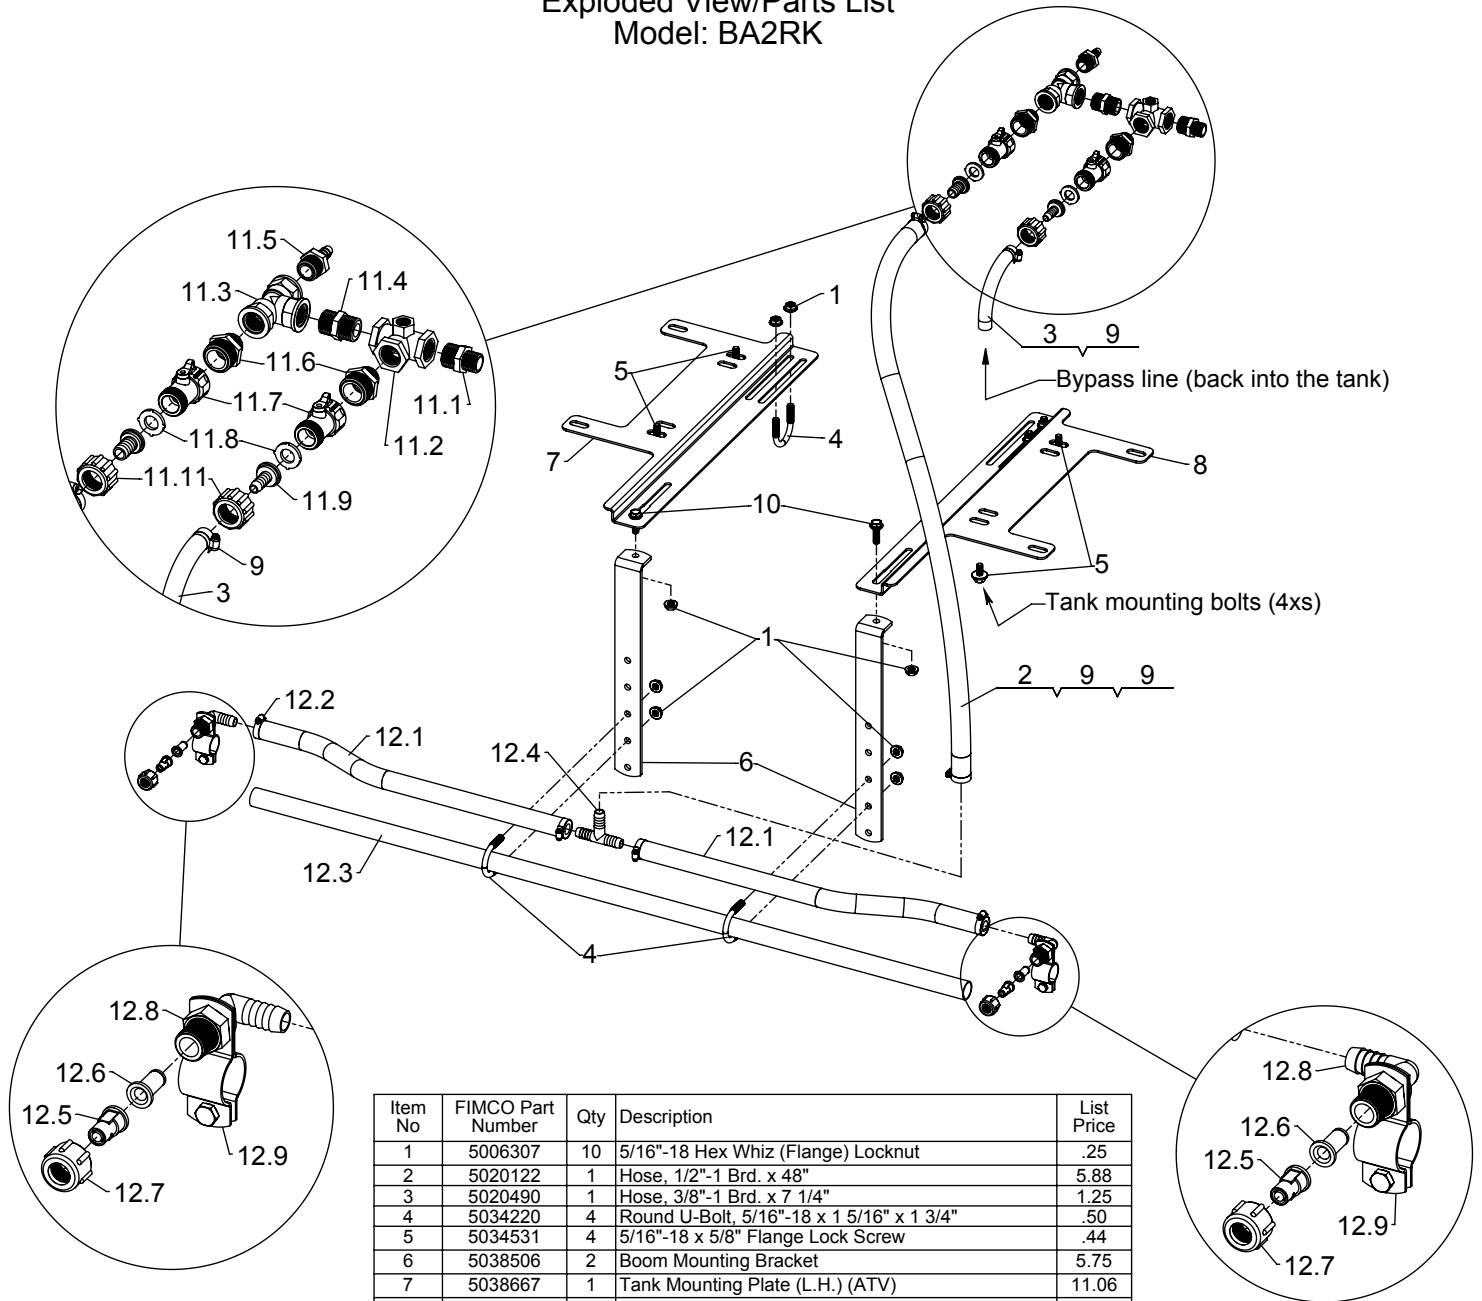 Exploded View/Parts List
Model: BA2RK
11.5
11.3
11.4
11.6
11.7
11.1
11.8
11.2
11.11
11.9
9
3
1
5
7
4
10
3 9
Bypass line (back into the tank)
8
5
Tank mounting bolts (4xs)
1
2 9 9
12.2
12.1
12.4
6
12.1
12.3
4
12.8
12.6
12.5
12.9
12.7
12.8
12.6
12.5
12.9
12.7
Item No FIMCO Part Number Qty Description List Price
1 5006307 10 5/16"-18 Hex Whiz (Flange) Locknut .25
2 5020122 1 Hose, 1/2"-1 Brd. x 48" 5.88
3 5020490 1 Hose, 3/8"-1 Brd. x 7 1/4" 1.25
4 5034220 4 Round U-Bolt, 5/16"-18 x 1 5/16" x 1 3/4" .50
5 5034531 4 5/16"-18 x 5/8" Flange Lock Screw .44
6 5038506 2 Boom Mounting Bracket 5.75
7 5038667 1 Tank Mounting Plate (L.H.) (ATV) 11.06